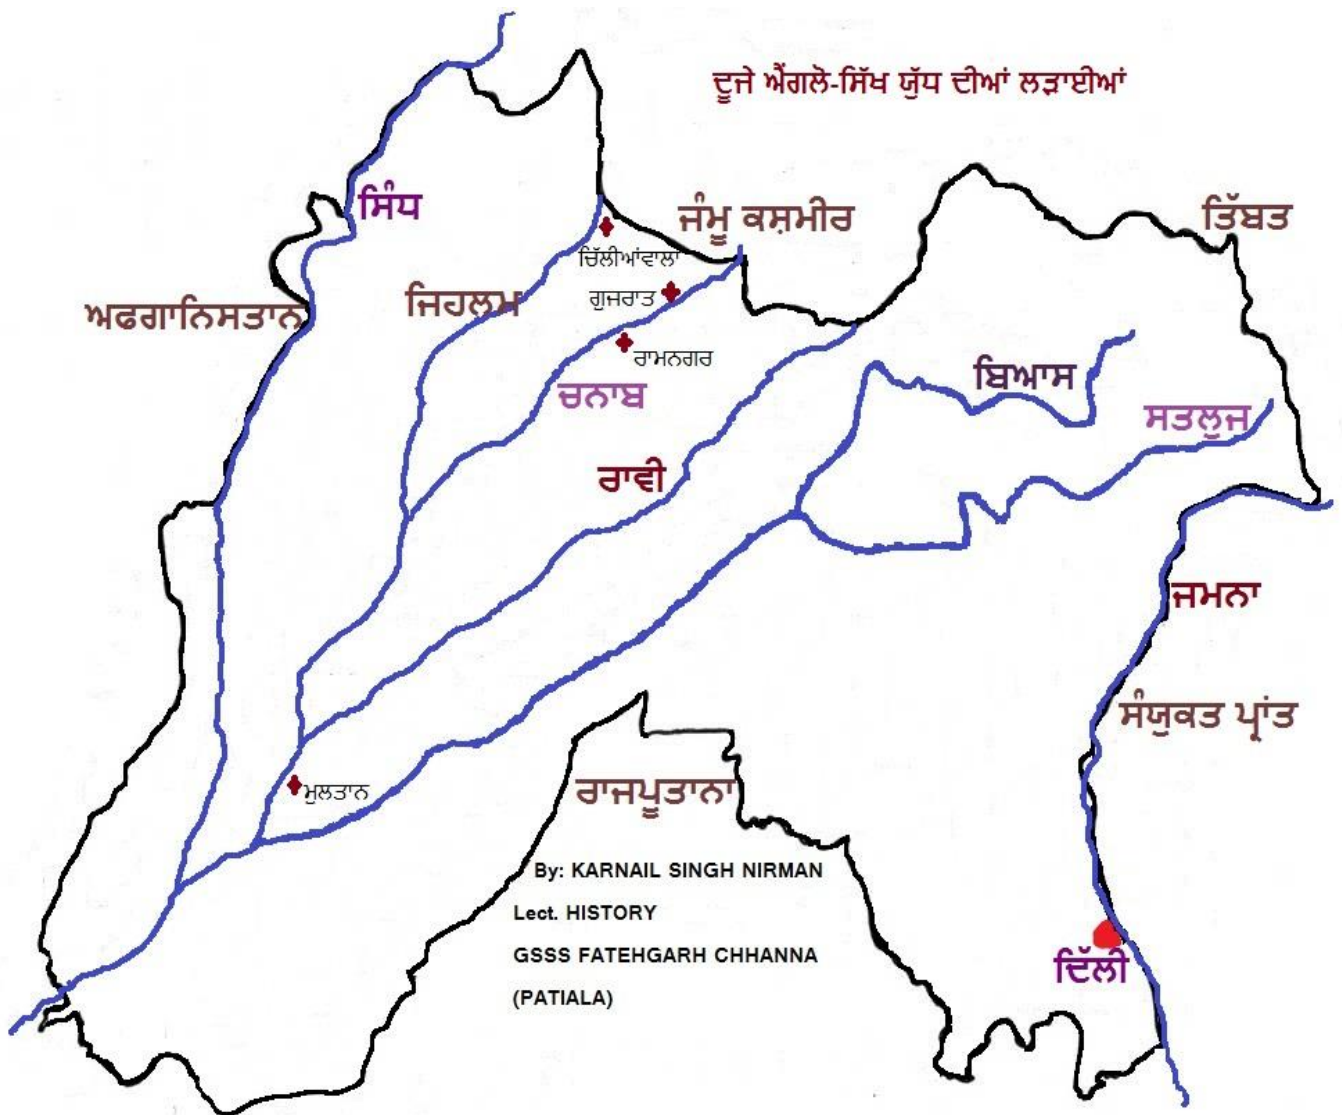 ਦੂਜੇ ਐਂਗਲੋ-ਸਿੱਖ ਯੁੱਧ ਦੀਆਂ ਲੜਾਈਆਂ
ਸਿੰਧ
ਜੰਮੂ ਕਸ਼ਮੀਰ
ਤਿੱਬਤ
ਚਿੱਲੀਆਂਵਾਲਾ
ਅਫਗਾਨਿਸਤਾਨ
ਜਿਹਲਮ
ਗੁਜਰਾਤ
ਰਾਮਨਗਰ
ਬਿਆਸ
ਚਨਾਬ
ਸਤਲੁਜ
ਰਾਵੀ
ਜਮਨਾ
ਸੰਯੁਕਤ ਪ੍ਰਾਂਤ
ਮੁਲਤਾਨ
ਰਾਜਪੂਤਾਨਾ
By: KARNAIL SINGH NIRMAN
Lect. HISTORY
GSSS FATEHGARH CHHANNA
(PATIALA)
ਦਿੱਲੀ